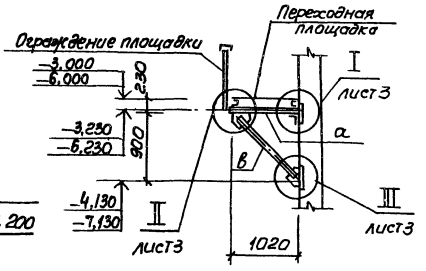 Переходная
площадка
Ограждение площадки
-3,000
-6,000
230
I
лист 3
-3,230
-6,230
900
а
в
-4,130
-7,130
II
лист 3
III
лист 3
200
1020